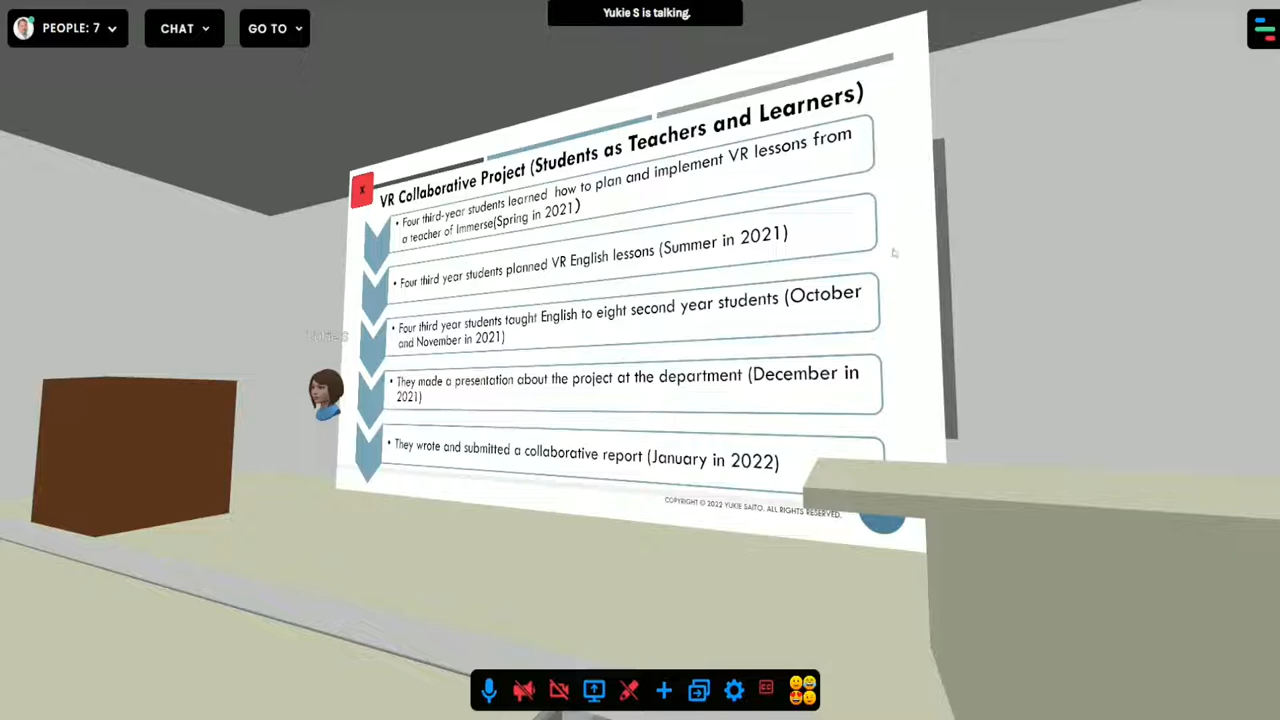 PEOPLE: 7
CHAT
GO TO
Yukie S is talking.
X
VR Collaborative Project (Students as Teachers and Learners)
• Four third-year students learned how to plan and implement VR lessons from
a teacher of Immerse(Spring in 2021)
• Four third year students planned VR English lessons (Summer in 2021)
• Four third year students taught English to eight second year students (October
and November in 2021)
• They made a presentation about the project at the department (December in
2021)
• They wrote and submitted a collaborative report (January in 2022)
COPYRIGHT © 2022 YUKIE SAITO. ALL RIGHTS RESERVED.
Yukie S
CC